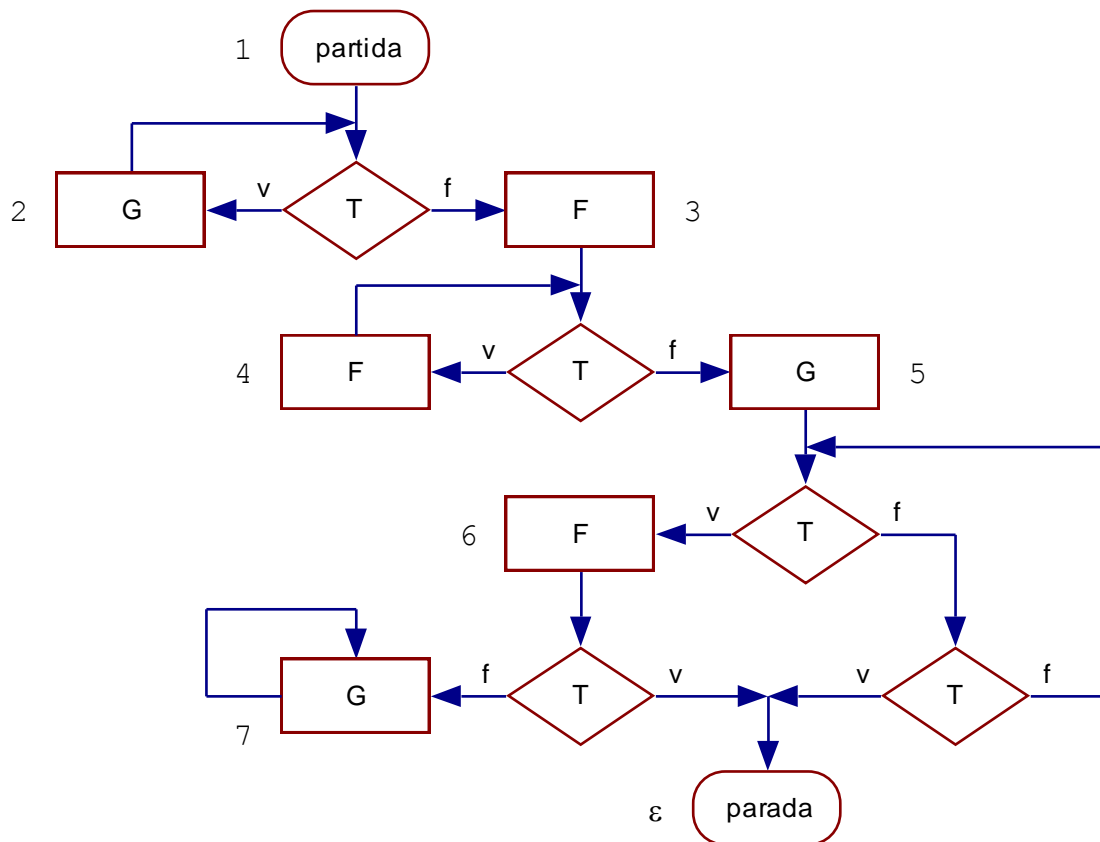 1 partida
v f
2 G T F 3
v f
4 F T G 5
v f
6 F T
f v v f
G T T
7
ε parada